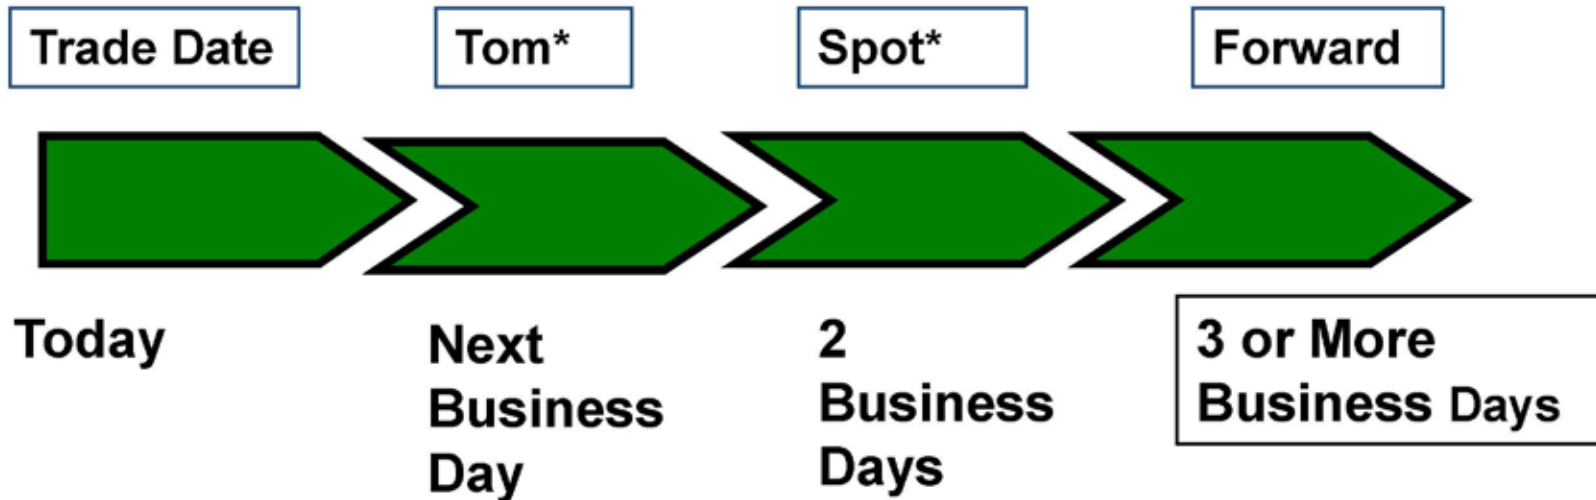 Trade Date
Tom*
Spot*
Forward
Today
Next
Business
Day
2
Business
Days
3 or More
Business Days